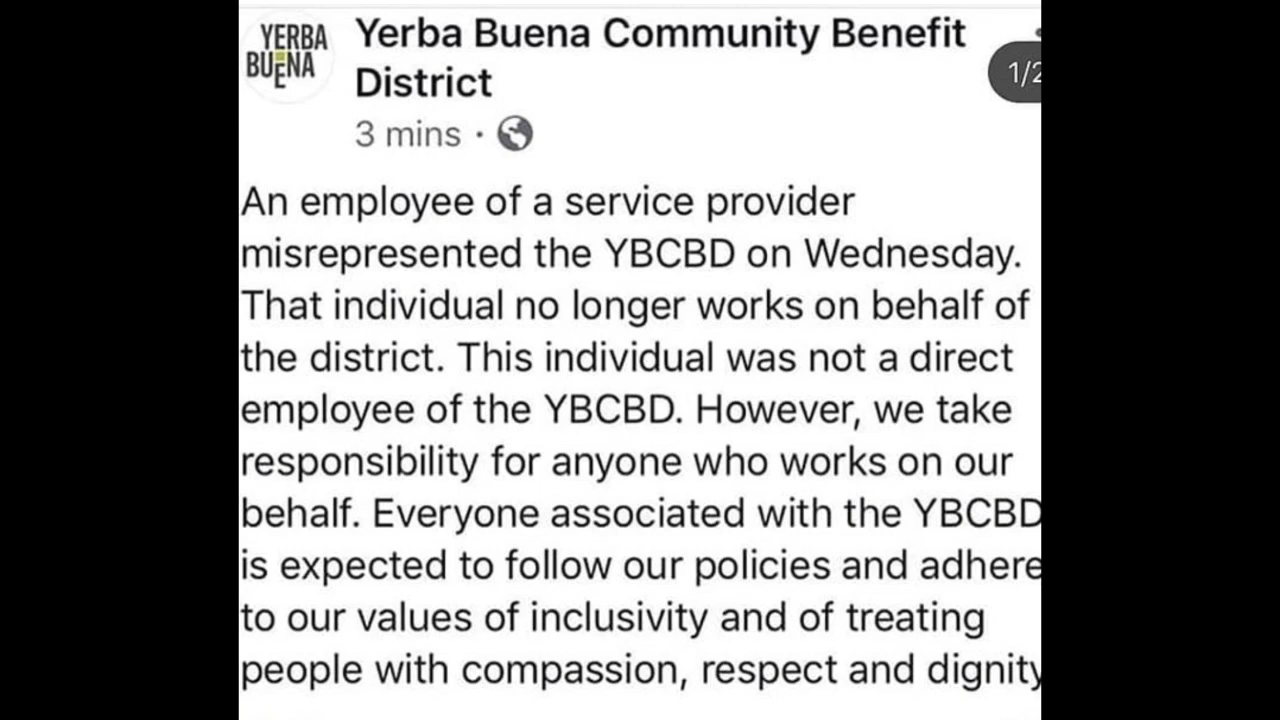 YERBA
BUENA
Yerba Buena Community Benefit
District
1/2
3 mins ·
An employee of a service provider
misrepresented the YBCBD on Wednesday.
That individual no longer works on behalf of
the district. This individual was not a direct
employee of the YBCBD. However, we take
responsibility for anyone who works on our
behalf. Everyone associated with the YBCBD
is expected to follow our policies and adhere
to our values of inclusivity and of treating
people with compassion, respect and dignity